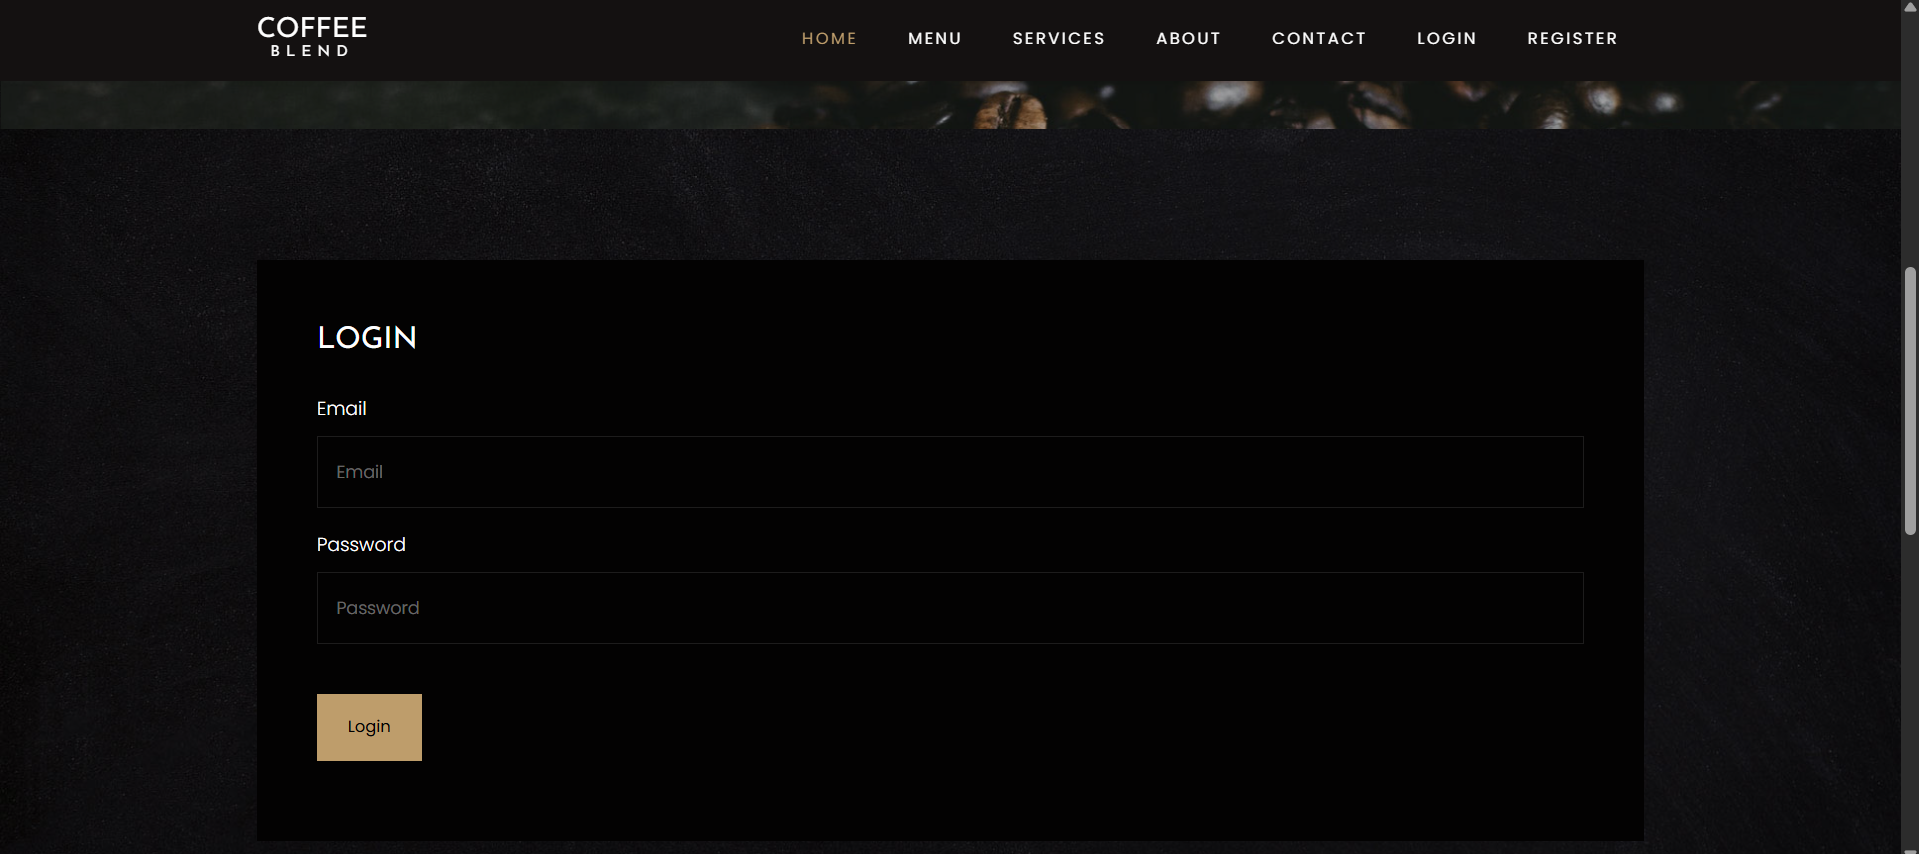 COFFEE
BLEND
HOME MENU SERVICES ABOUT CONTACT LOGIN REGISTER
LOGIN
Email
Email
Password
Password
Login